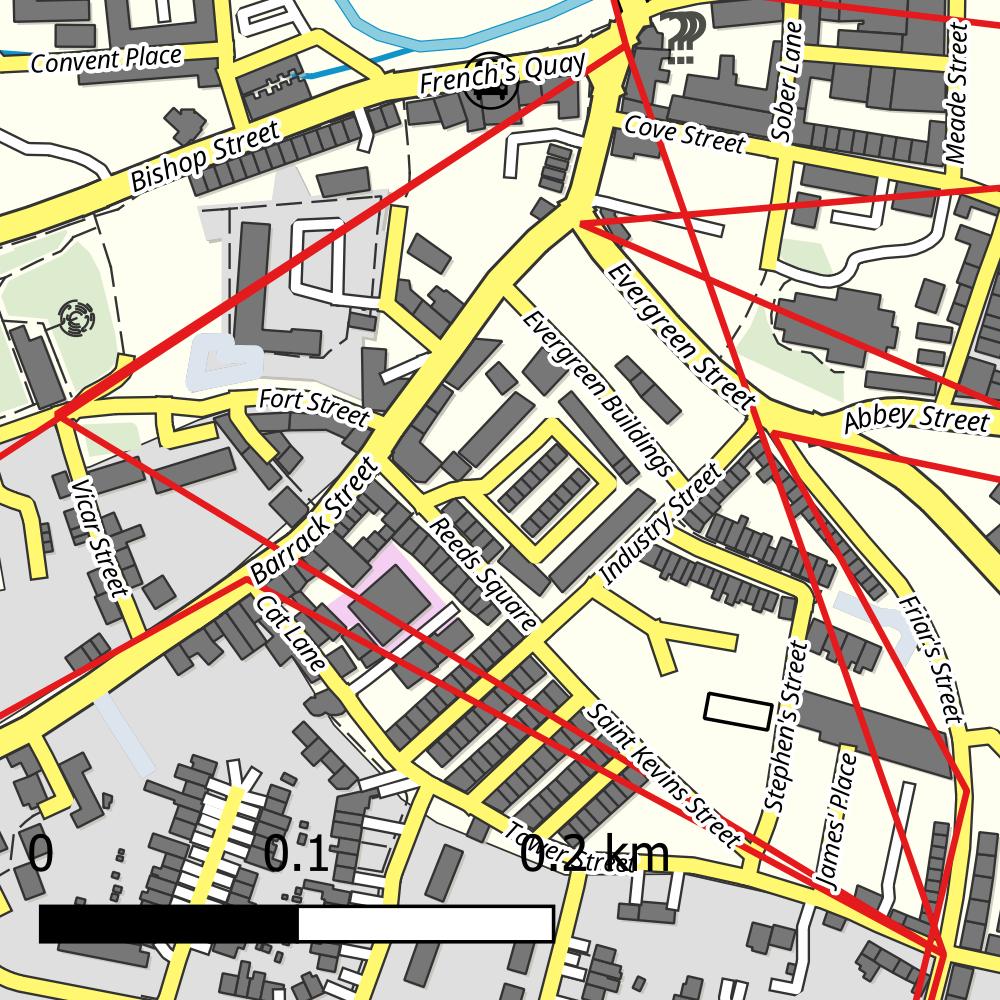 Convent Place
French's Quay
Sober Lane
Meade Street
Cove Street
Bishop Street
Evergreen Street
Evergreen Buildings
Fort Street
Abbey Street
Vicar Street
Barrack Street
Reeds Square
Industry Street
Cat Lane
Friar's Street
Saint Kevins Street
Stephen's Street
James' Place
Tower Street
0
0.1
0.2 km
???